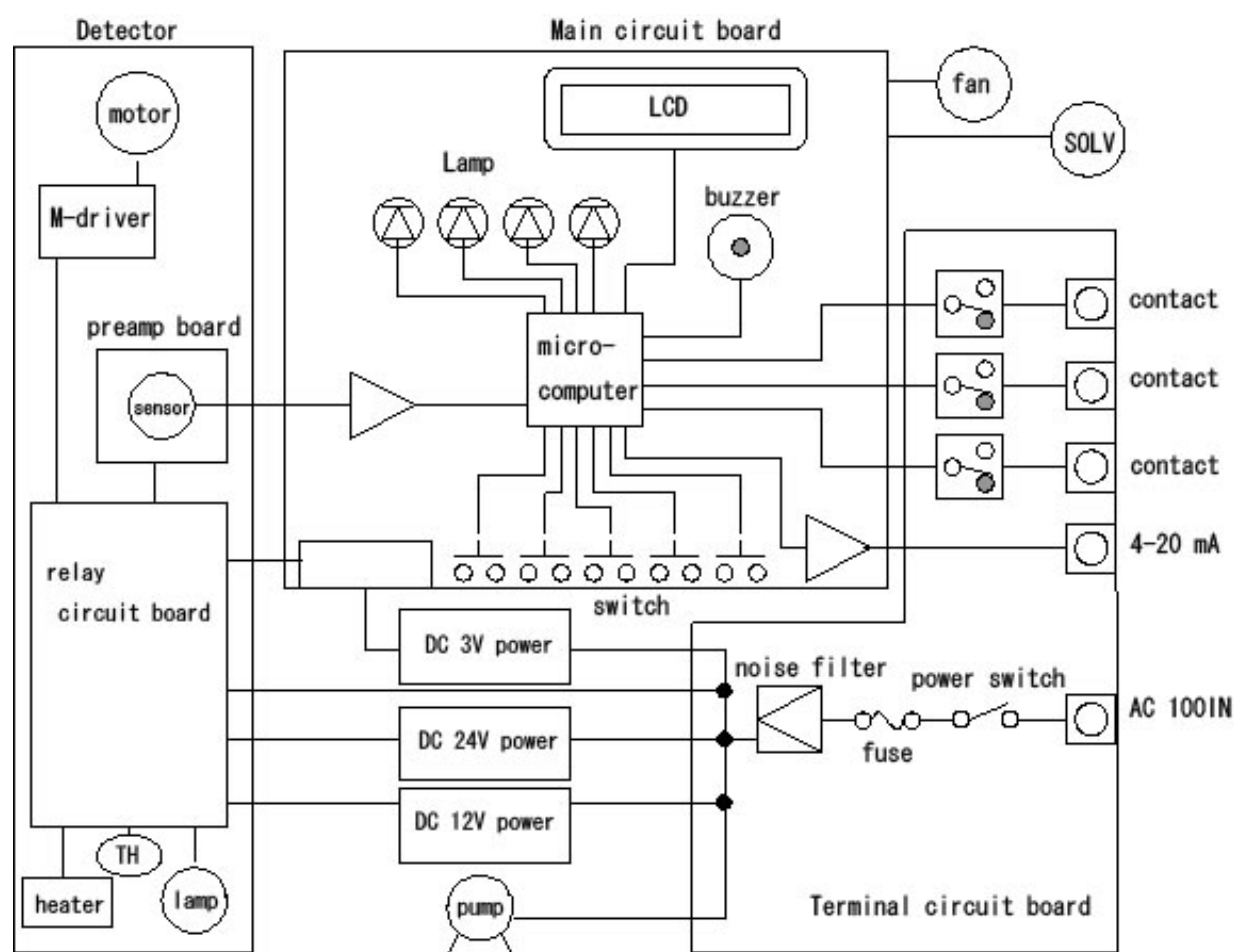 Detector
Main circuit board
motor
LCD
fan
SOLV
Lamp
M-driver
buzzer
preamp board
contact
micro-
computer
sensor
contact
contact
4-20 mA
relay
circuit board
switch
DC 3V power
noise filter
power switch
AC 100IN
DC 24V power
fuse
DC 12V power
TH
heater
lamp
pump
Terminal circuit board